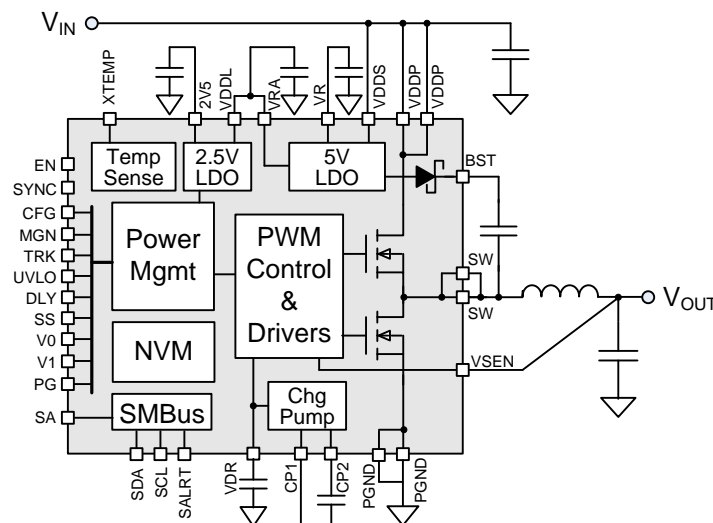 VIN
XTEMP
2V5
VDDL
VRA
VR
VDDS
VDDP
VDDP
EN
SYNC
CFG
MGN
TRK
UVLO
DLY
SS
V0
V1
PG
SA
Temp
Sense
2.5V
LDO
5V
LDO
BST
Power
Mgmt
PWM
Control
&
Drivers
SW
SW
VOUT
NVM
VSEN
SMBus
Chg
Pump
SDA
SCL
SALRT
VDR
CP1
CP2
PGND
PGND